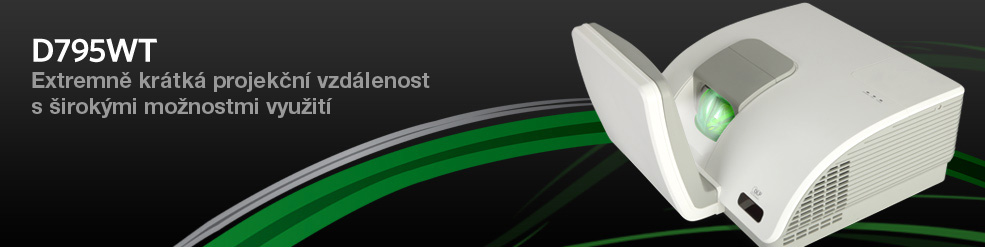 D795WT
Extremně krátká projekční vzdálenost
s širokými možnostmi využití